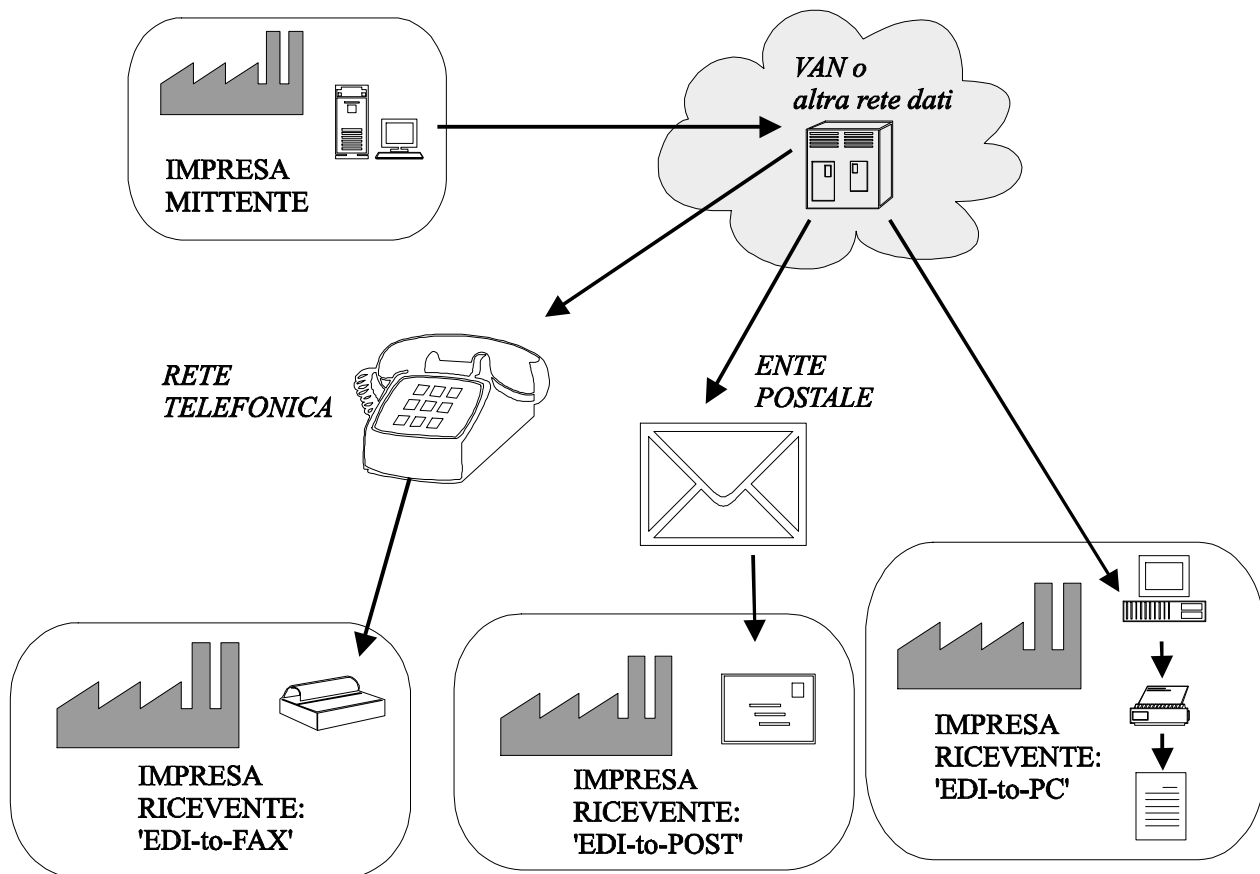 VAN o
altra rete dati
IMPRESA
MITTENTE
RETE
TELEFONICA
ENTE
POSTALE
IMPRESA
RICEVENTE:
'EDI-to-FAX'
IMPRESA
RICEVENTE:
'EDI-to-POST'
IMPRESA
RICEVENTE:
'EDI-to-PC'